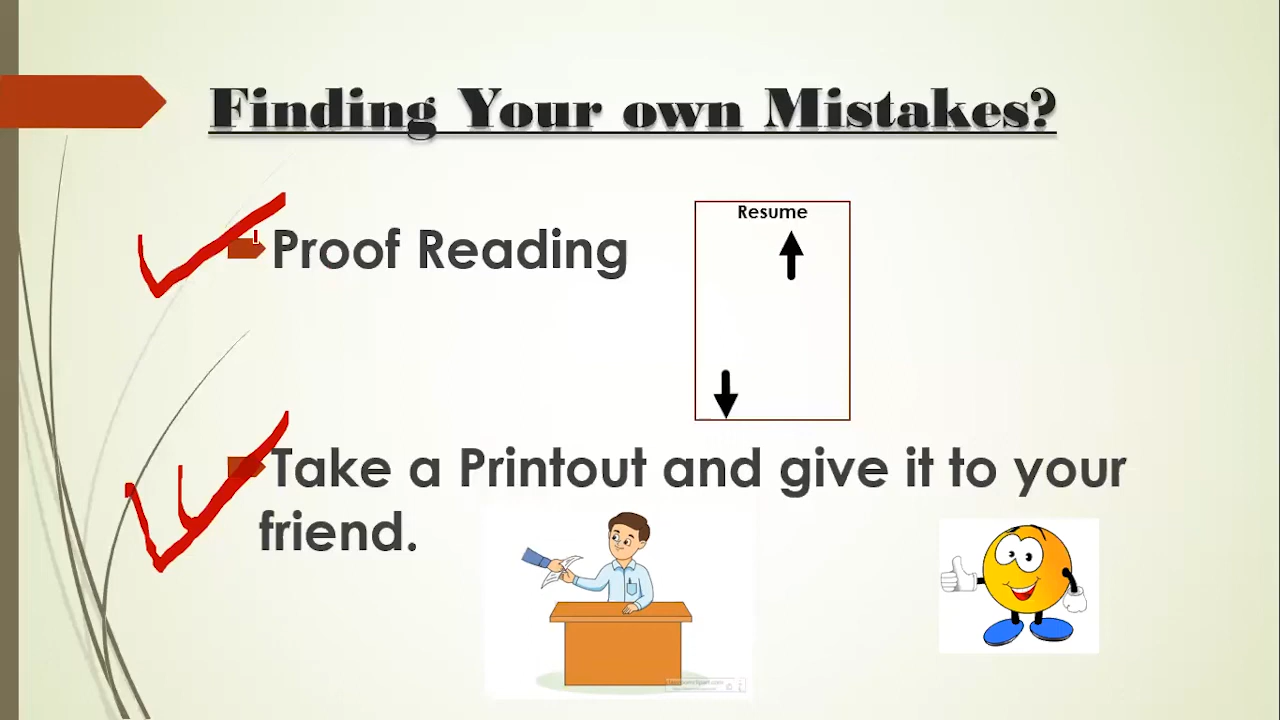 Finding Your own Mistakes?
Proof Reading
Resume
Take a Printout and give it to your
friend.